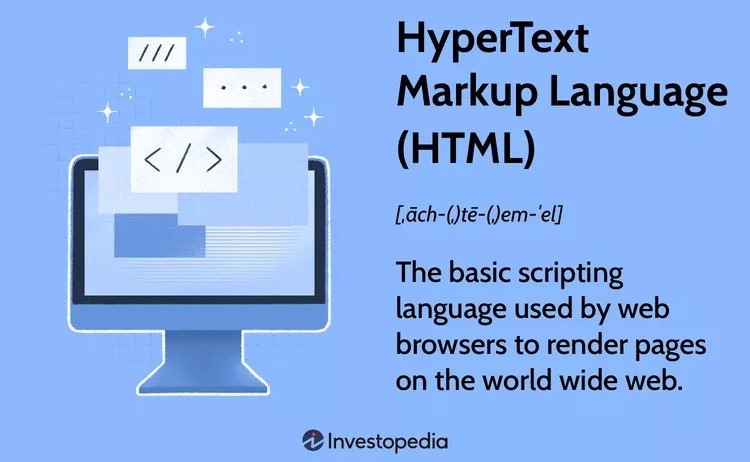 ///
...
</>
HyperText
Markup Language
(HTML)
[ˌāch-(ˌ)tē-(ˌ)em-ˈel]
The basic scripting
language used by web
browsers to render pages
on the world wide web.
Investopedia